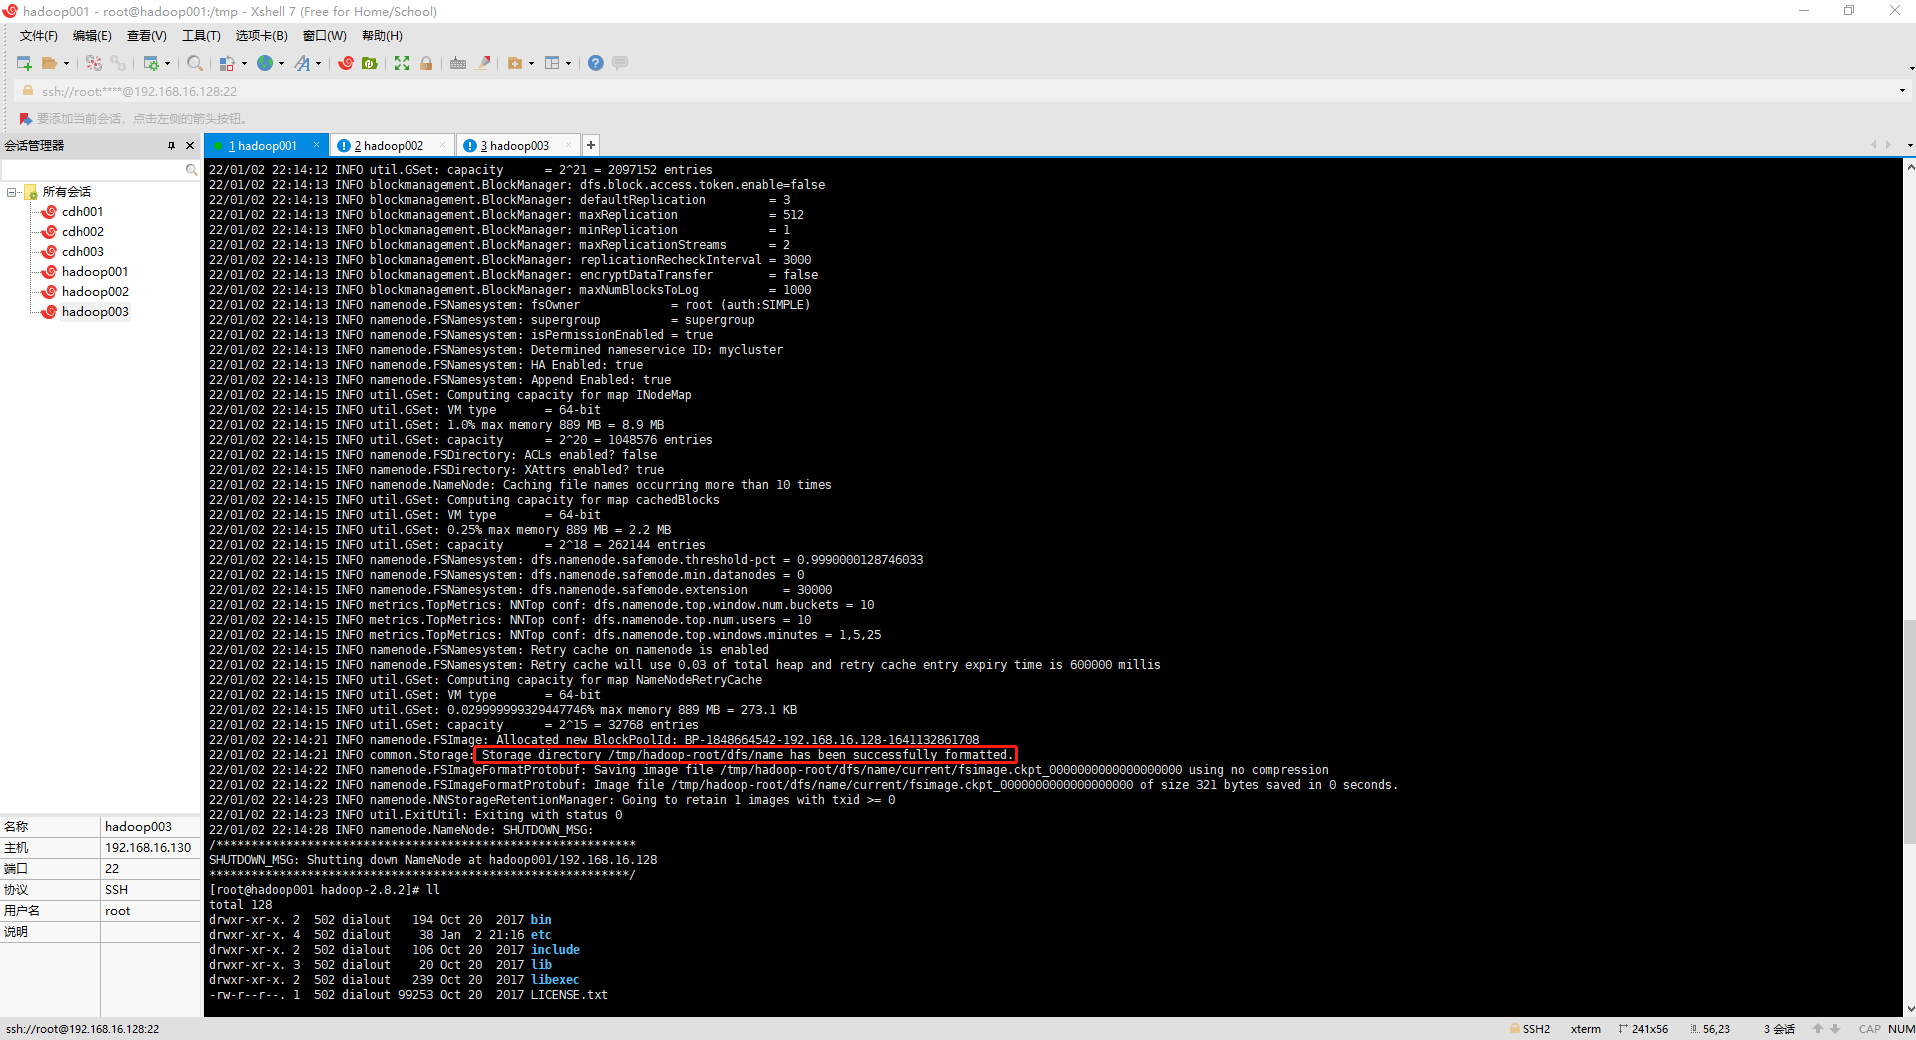 hadoop001 - root@hadoop001:/tmp - Xshell 7 (Free for Home/School)
文件(F) 编辑(E) 查看(V) 工具(T) 选项卡(B) 窗口(W) 帮助(H)
ssh://root:****@192.168.16.128:22
要添加当前会话，点击左侧的箭头按钮。
会话管理器
1 hadoop001 2 hadoop002 3 hadoop003
所有会话
cdh001
cdh002
cdh003
hadoop001
hadoop002
hadoop003
名称 hadoop003
主机 192.168.16.130
端口 22
协议 SSH
用户名 root
说明
22/01/02 22:14:12 INFO util.GSet: capacity      = 2^21 = 2097152 entries
22/01/02 22:14:13 INFO blockmanagement.BlockManager: dfs.block.access.token.enable=false
22/01/02 22:14:13 INFO blockmanagement.BlockManager: defaultReplication         = 3
22/01/02 22:14:13 INFO blockmanagement.BlockManager: maxReplication             = 512
22/01/02 22:14:13 INFO blockmanagement.BlockManager: minReplication             = 1
22/01/02 22:14:13 INFO blockmanagement.BlockManager: maxReplicationStreams      = 2
22/01/02 22:14:13 INFO blockmanagement.BlockManager: replicationRecheckInterval = 3000
22/01/02 22:14:13 INFO blockmanagement.BlockManager: encryptDataTransfer        = false
22/01/02 22:14:13 INFO blockmanagement.BlockManager: maxNumBlocksToLog          = 1000
22/01/02 22:14:13 INFO namenode.FSNamesystem: fsOwner             = root (auth:SIMPLE)
22/01/02 22:14:13 INFO namenode.FSNamesystem: supergroup          = supergroup
22/01/02 22:14:13 INFO namenode.FSNamesystem: isPermissionEnabled = true
22/01/02 22:14:13 INFO namenode.FSNamesystem: Determined nameservice ID: mycluster
22/01/02 22:14:13 INFO namenode.FSNamesystem: HA Enabled: true
22/01/02 22:14:13 INFO namenode.FSNamesystem: Append Enabled: true
22/01/02 22:14:15 INFO util.GSet: Computing capacity for map INodeMap
22/01/02 22:14:15 INFO util.GSet: VM type       = 64-bit
22/01/02 22:14:15 INFO util.GSet: 1.0% max memory 889 MB = 8.9 MB
22/01/02 22:14:15 INFO util.GSet: capacity      = 2^20 = 1048576 entries
22/01/02 22:14:15 INFO namenode.FSDirectory: ACLs enabled? false
22/01/02 22:14:15 INFO namenode.FSDirectory: XAttrs enabled? true
22/01/02 22:14:15 INFO namenode.NameNode: Caching file names occurring more than 10 times
22/01/02 22:14:15 INFO util.GSet: Computing capacity for map cachedBlocks
22/01/02 22:14:15 INFO util.GSet: VM type       = 64-bit
22/01/02 22:14:15 INFO util.GSet: 0.25% max memory 889 MB = 2.2 MB
22/01/02 22:14:15 INFO util.GSet: capacity      = 2^18 = 262144 entries
22/01/02 22:14:15 INFO namenode.FSNamesystem: dfs.namenode.safemode.threshold-pct = 0.9990000128746033
22/01/02 22:14:15 INFO namenode.FSNamesystem: dfs.namenode.safemode.min.datanodes = 0
22/01/02 22:14:15 INFO namenode.FSNamesystem: dfs.namenode.safemode.extension     = 30000
22/01/02 22:14:15 INFO metrics.TopMetrics: NNTop conf: dfs.namenode.top.window.num.buckets = 10
22/01/02 22:14:15 INFO metrics.TopMetrics: NNTop conf: dfs.namenode.top.num.users = 10
22/01/02 22:14:15 INFO metrics.TopMetrics: NNTop conf: dfs.namenode.top.windows.minutes = 1,5,25
22/01/02 22:14:15 INFO namenode.FSNamesystem: Retry cache on namenode is enabled
22/01/02 22:14:15 INFO namenode.FSNamesystem: Retry cache will use 0.03 of total heap and retry cache entry expiry time is 600000 millis
22/01/02 22:14:15 INFO util.GSet: Computing capacity for map NameNodeRetryCache
22/01/02 22:14:15 INFO util.GSet: VM type       = 64-bit
22/01/02 22:14:15 INFO util.GSet: 0.029999999329447746% max memory 889 MB = 273.1 KB
22/01/02 22:14:15 INFO util.GSet: capacity      = 2^15 = 32768 entries
22/01/02 22:14:21 INFO namenode.FSImage: Allocated new BlockPoolId: BP-1848664542-192.168.16.128-1641132861708
22/01/02 22:14:21 INFO common.Storage: Storage directory /tmp/hadoop-root/dfs/name has been successfully formatted.
22/01/02 22:14:22 INFO namenode.FSImageFormatProtobuf: Saving image file /tmp/hadoop-root/dfs/name/current/fsimage.ckpt_0000000000000000000 using no compression
22/01/02 22:14:22 INFO namenode.FSImageFormatProtobuf: Image file /tmp/hadoop-root/dfs/name/current/fsimage.ckpt_0000000000000000000 of size 321 bytes saved in 0 seconds.
22/01/02 22:14:23 INFO namenode.NNStorageRetentionManager: Going to retain 1 images with txid >= 0
22/01/02 22:14:23 INFO util.ExitUtil: Exiting with status 0
22/01/02 22:14:28 INFO namenode.NameNode: SHUTDOWN_MSG:
/************************************************************
SHUTDOWN_MSG: Shutting down NameNode at hadoop001/192.168.16.128
************************************************************/
[root@hadoop001 hadoop-2.8.2]# ll
total 128
drwxr-xr-x. 2  502 dialout   194 Oct 20  2017 bin
drwxr-xr-x. 4  502 dialout    38 Jan  2 21:16 etc
drwxr-xr-x. 2  502 dialout   106 Oct 20  2017 include
drwxr-xr-x. 3  502 dialout    20 Oct 20  2017 lib
drwxr-xr-x. 2  502 dialout   239 Oct 20  2017 libexec
-rw-r--r--. 1  502 dialout 99253 Oct 20  2017 LICENSE.txt
ssh://root@192.168.16.128:22 SSH2 xterm 241x56 56,23 3 会话 CAP NUM